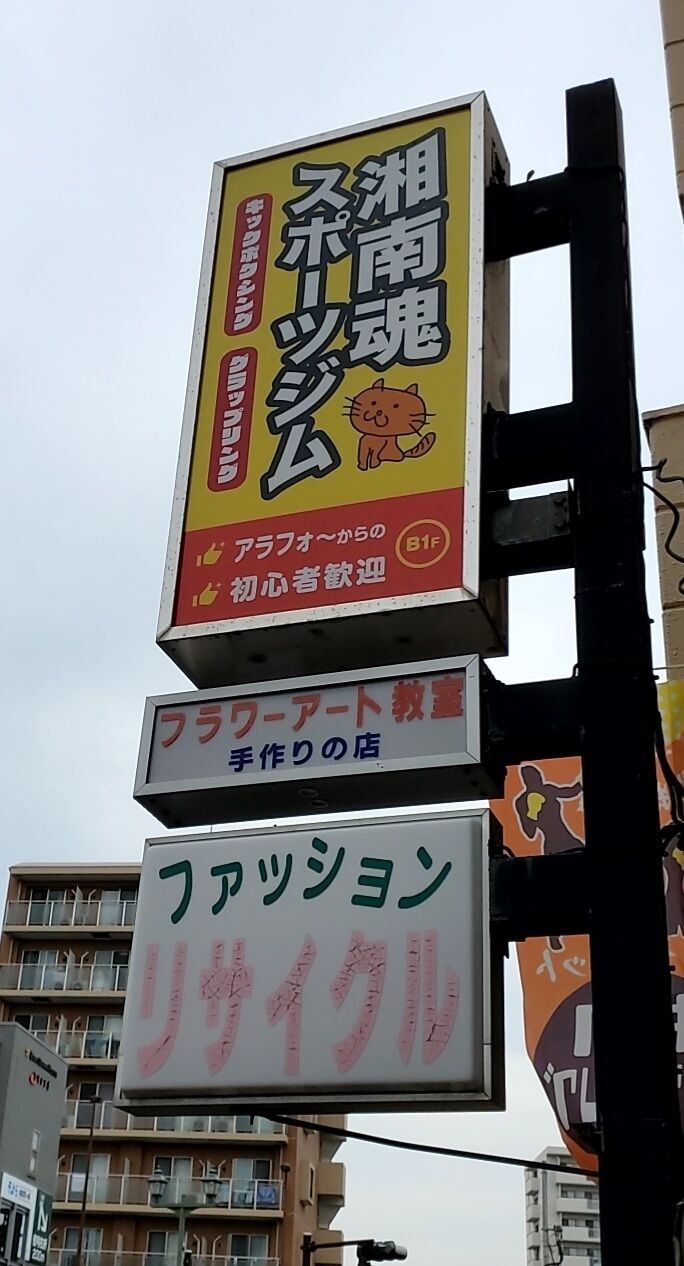 湘南魂
スポーツジム
キックボクシング
グラップリング
アラフォ〜からの
初心者歓迎
B1F
フラワーアート教室
手作りの店
ファッション
リサイクル